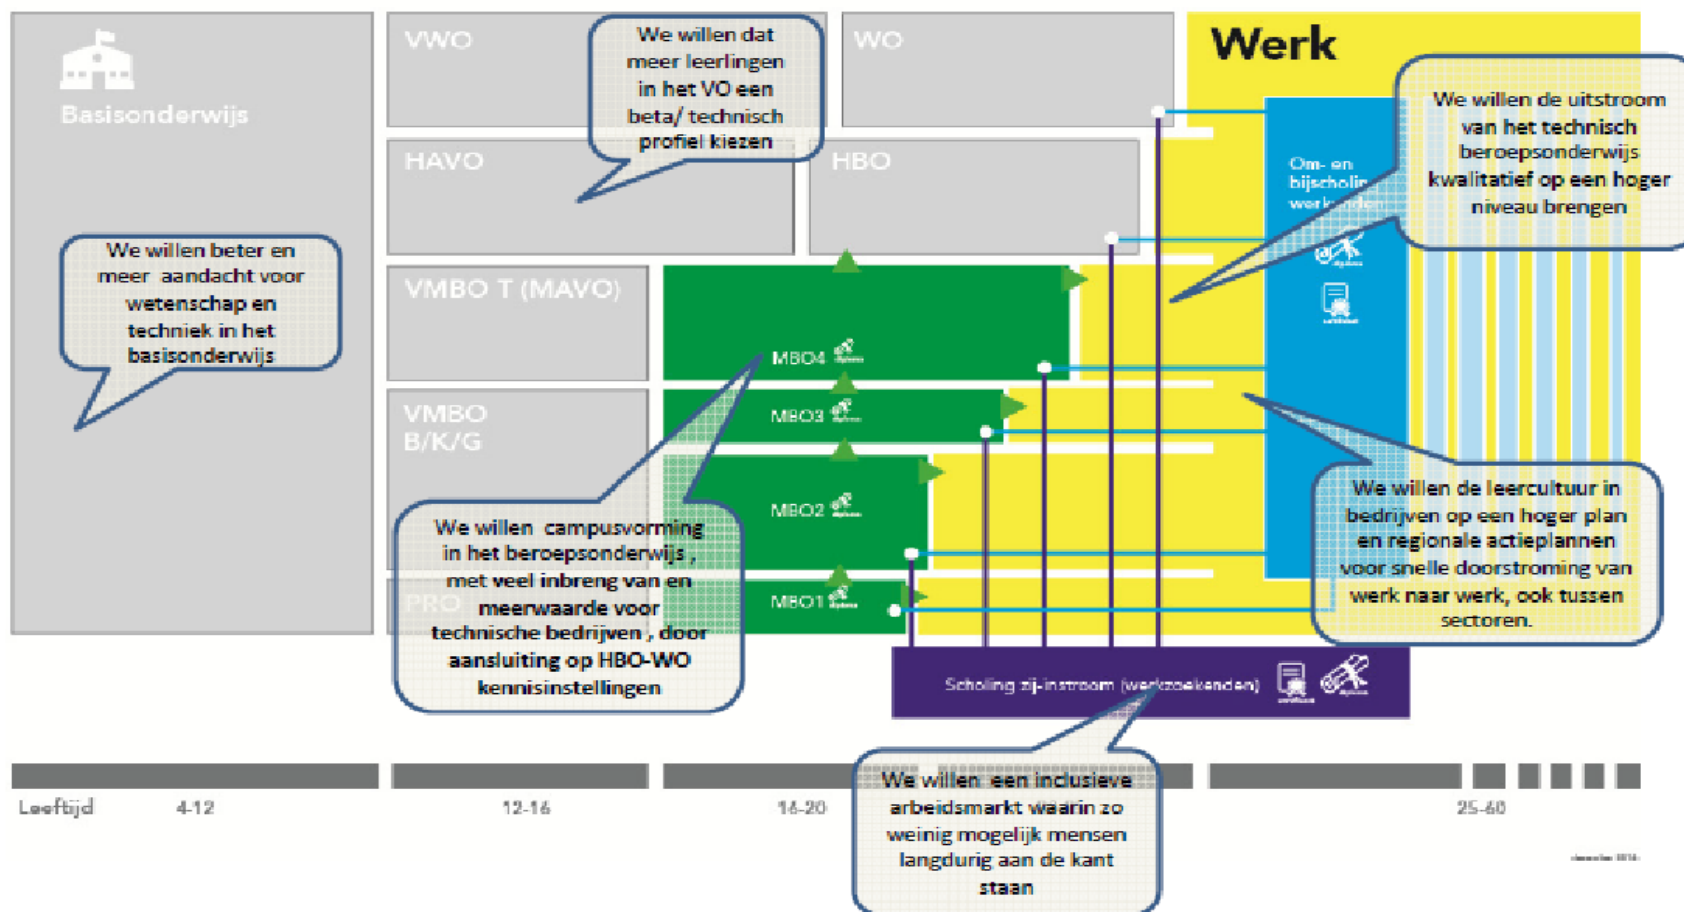 Basisonderwijs
We willen beter en
meer aandacht voor
wetenschap en
techniek in het
basisonderwijs
VWO
We willen dat
meer leerlingen
in het VO een
beta/ technisch
profiel kiezen
WO
Werk
HAVO
HBO
We willen de uitstroom
van het technisch
beroepsonderwijs
kwalitatief op een hoger
niveau brengen
Om- en
bijscholing
VMBO T (MAVO)
MBO4
VMBO
B/K/G
MBO3
MBO2
We willen campusvorming
in het beroepsonderwijs ,
met veel inbreng van en
meerwaarde voor
technische bedrijven , door
aansluiting op HBO-WO
kennisinstellingen
We willen de leercultuur in
bedrijven op een hoger plan
en regionale actieplannen
voor snelle doorstroming van
werk naar werk, ook tussen
sectoren.
PRO
MBO1
Scholing zij-instroom (werkzoekenden)
We willen een inclusieve
arbeidsmarkt waarin zo
weinig mogelijk mensen
langdurig aan de kant
staan
Leeftijd
4-12
12-16
16-20
25-60